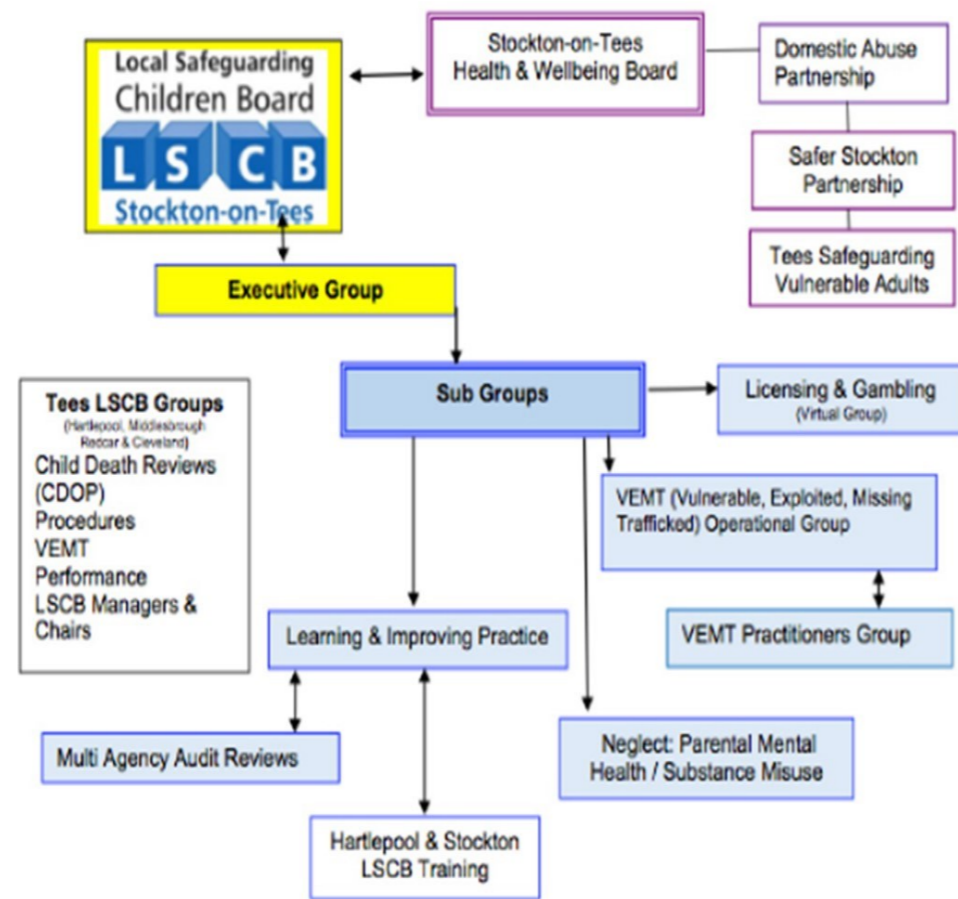 Local Safeguarding
Children Board
L S C B
Stockton-on-Tees
Stockton-on-Tees
Health & Wellbeing Board
Domestic Abuse
Partnership
Safer Stockton
Partnership
Tees Safeguarding
Vulnerable Adults
Executive Group
Sub Groups
Licensing & Gambling
(Virtual Group)
Tees LSCB Groups
(Hartlepool, Middlesbrough
Redcar & Cleveland)
Child Death Reviews
(CDOP)
Procedures
VEMT
Performance
LSCB Managers &
Chairs
VEMT (Vulnerable, Exploited, Missing
Trafficked) Operational Group
Learning & Improving Practice
VEMT Practitioners Group
Multi Agency Audit Reviews
Neglect: Parental Mental
Health / Substance Misuse
Hartlepool & Stockton
LSCB Training